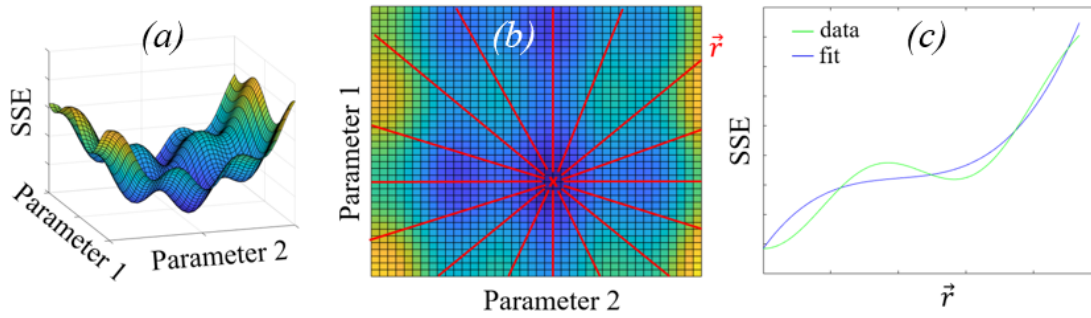 (a)
SSE
Parameter 1
Parameter 2
(b)
r⃗
Parameter 1
Parameter 2
(c)
data
fit
SSE
r⃗